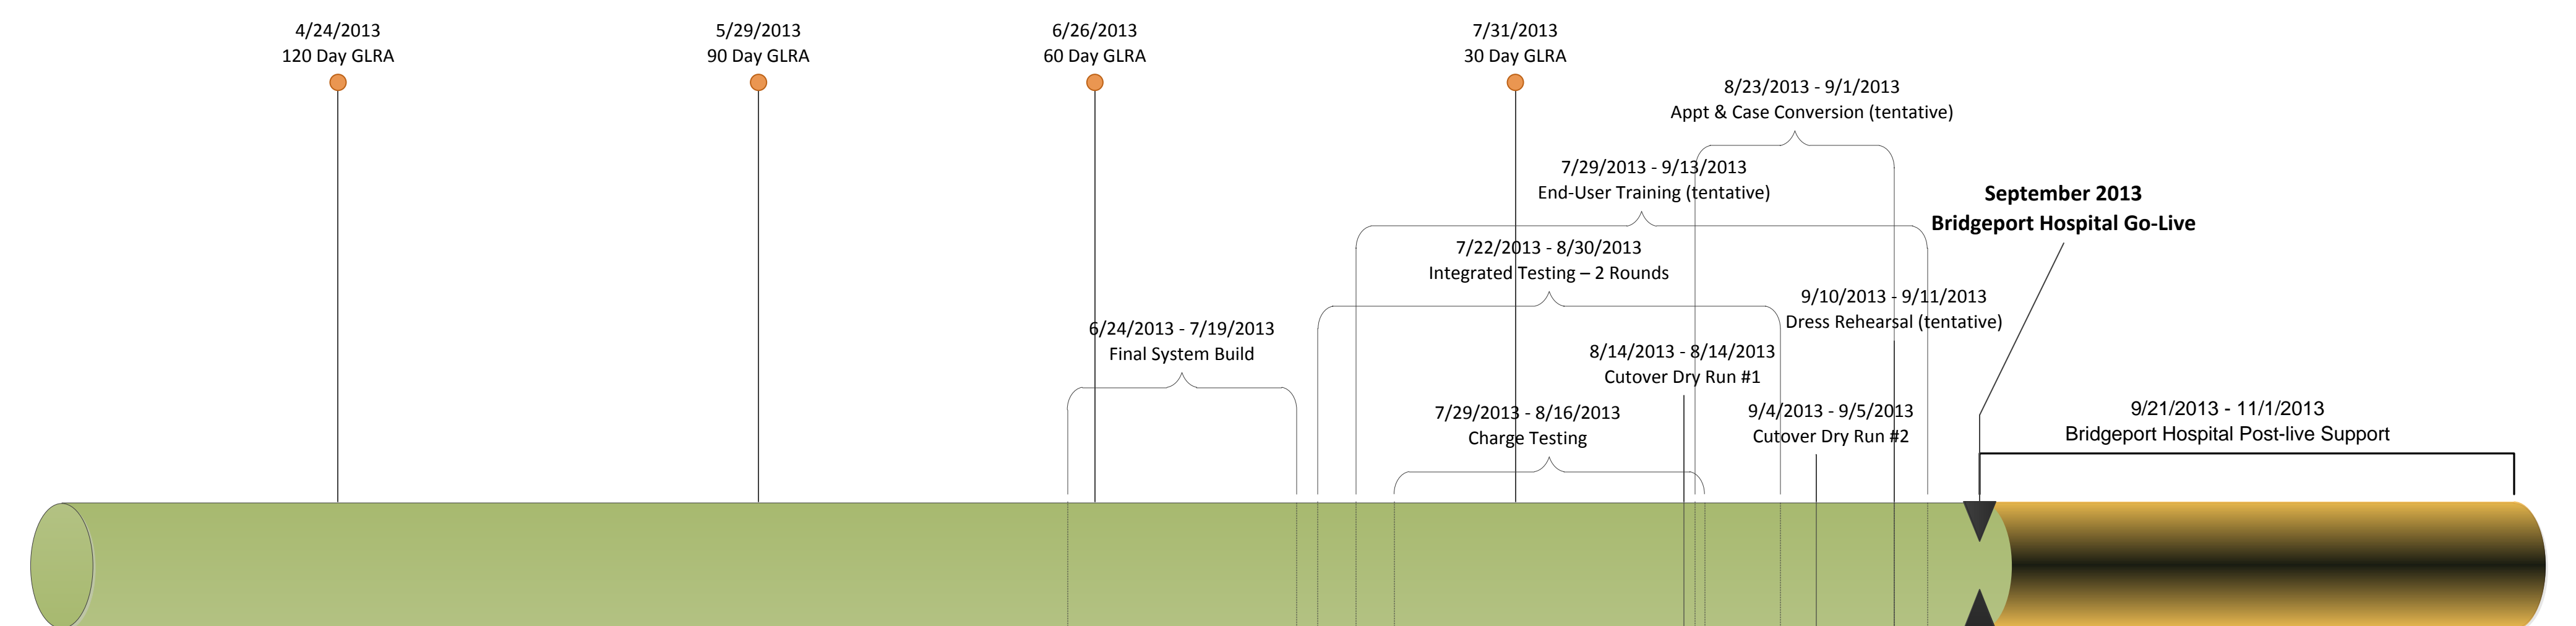 4/24/2013
120 Day GLRA
5/29/2013
90 Day GLRA
6/26/2013
60 Day GLRA
7/31/2013
30 Day GLRA
8/23/2013 - 9/1/2013
Appt & Case Conversion (tentative)
7/29/2013 - 9/13/2013
End-User Training (tentative)
September 2013
Bridgeport Hospital Go-Live
7/22/2013 - 8/30/2013
Integrated Testing – 2 Rounds
9/10/2013 - 9/11/2013
Dress Rehearsal (tentative)
6/24/2013 - 7/19/2013
Final System Build
8/14/2013 - 8/14/2013
Cutover Dry Run #1
7/29/2013 - 8/16/2013
Charge Testing
9/4/2013 - 9/5/2013
Cutover Dry Run #2
9/21/2013 - 11/1/2013
Bridgeport Hospital Post-live Support